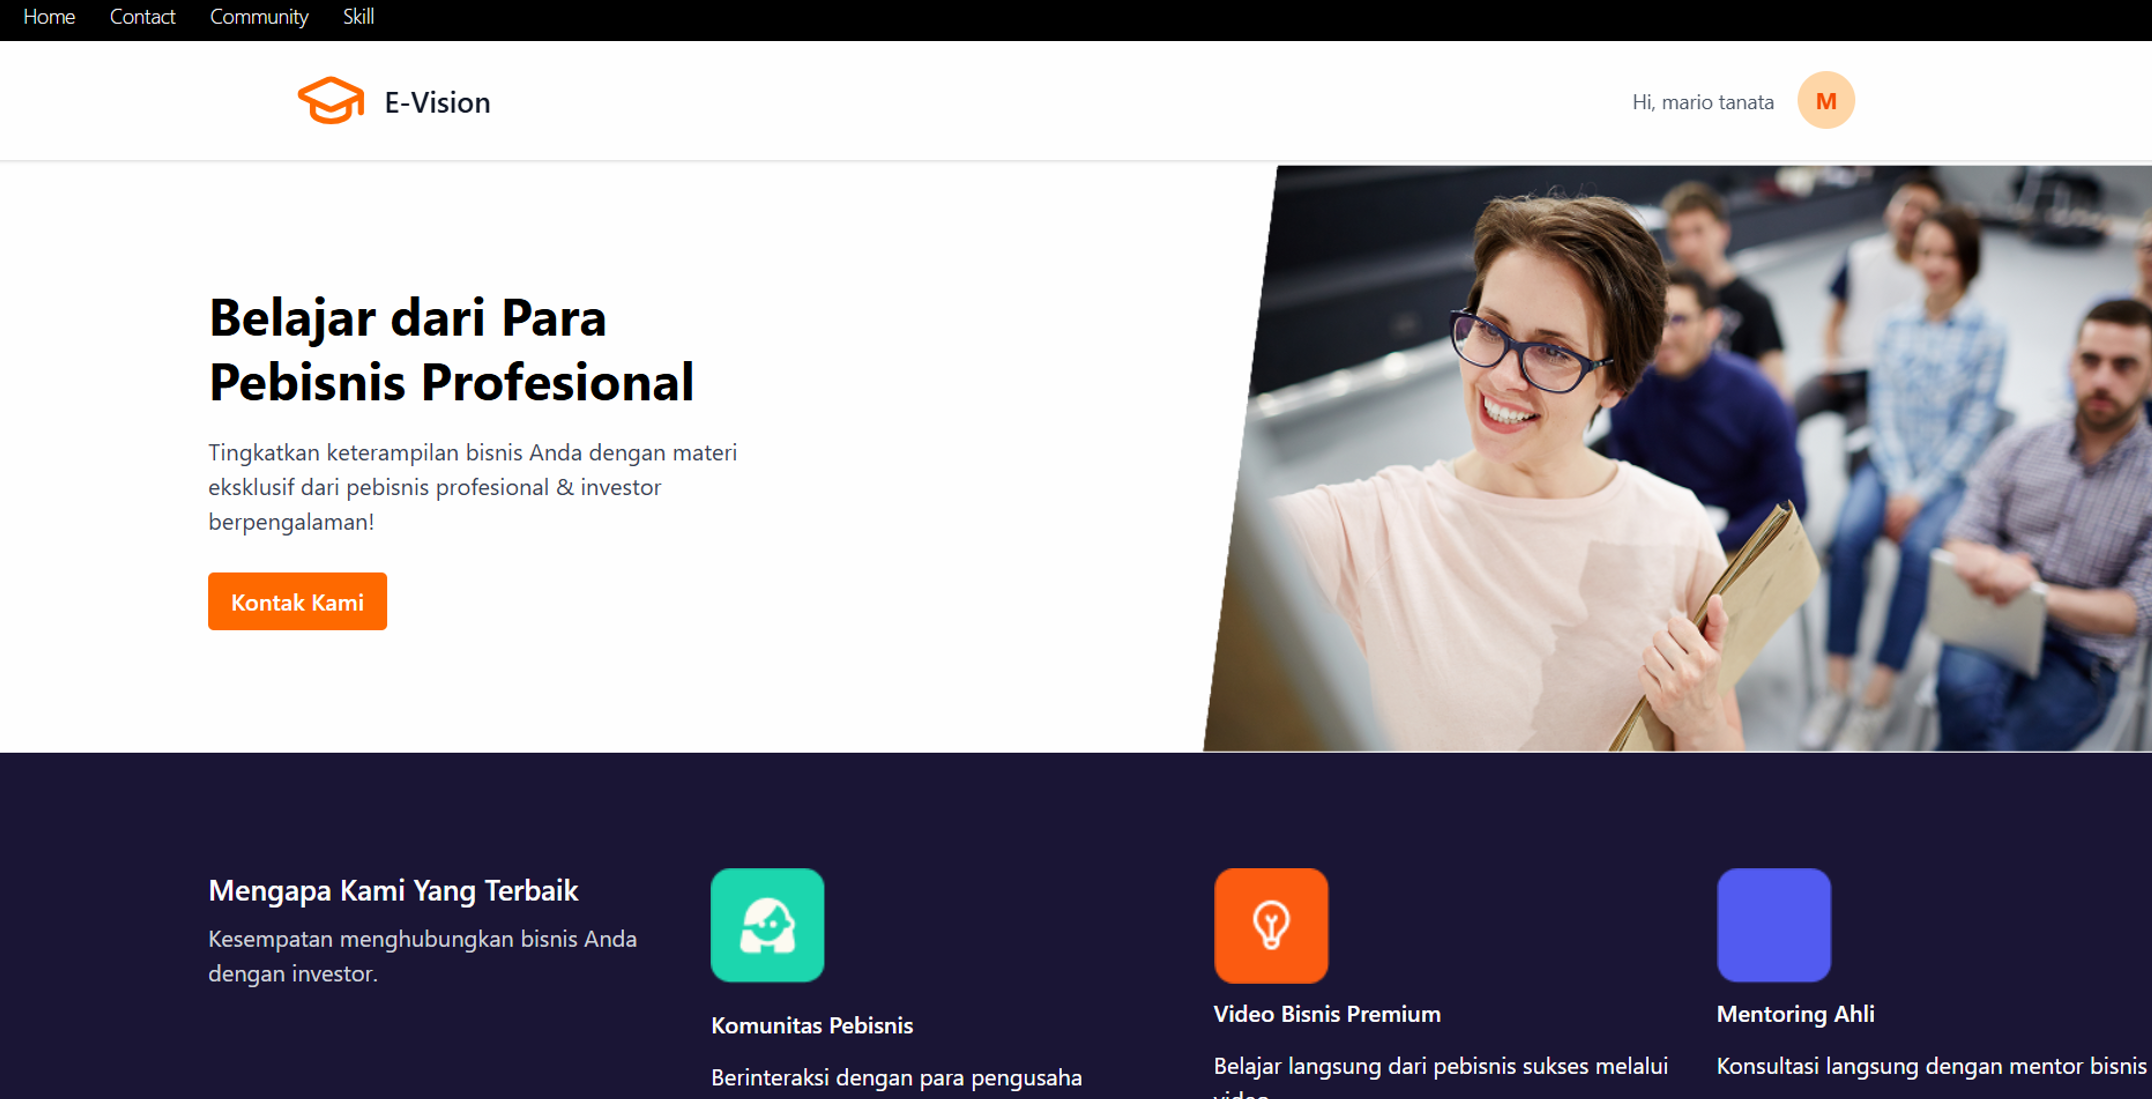 Home Contact Community Skill
E-Vision
Hi, mario tanata M
Belajar dari Para
Pebisnis Profesional
Tingkatkan keterampilan bisnis Anda dengan materi
eksklusif dari pebisnis profesional & investor
berpengalaman!
Kontak Kami
Mengapa Kami Yang Terbaik
Kesempatan menghubungkan bisnis Anda
dengan investor.
Komunitas Pebisnis
Berinteraksi dengan para pengusaha
Video Bisnis Premium
Belajar langsung dari pebisnis sukses melalui
video
Mentoring Ahli
Konsultasi langsung dengan mentor bisnis